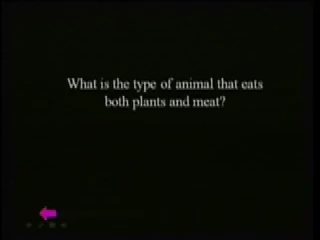 What is the type of animal that eats
both plants and meat?